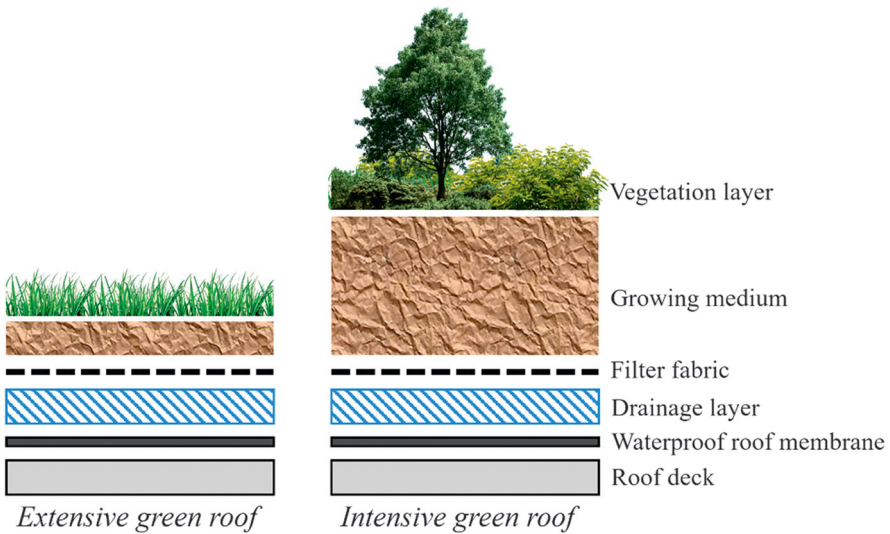 Vegetation layer
Growing medium
Filter fabric
Drainage layer
Waterproof roof membrane
Roof deck
Extensive green roof
Intensive green roof